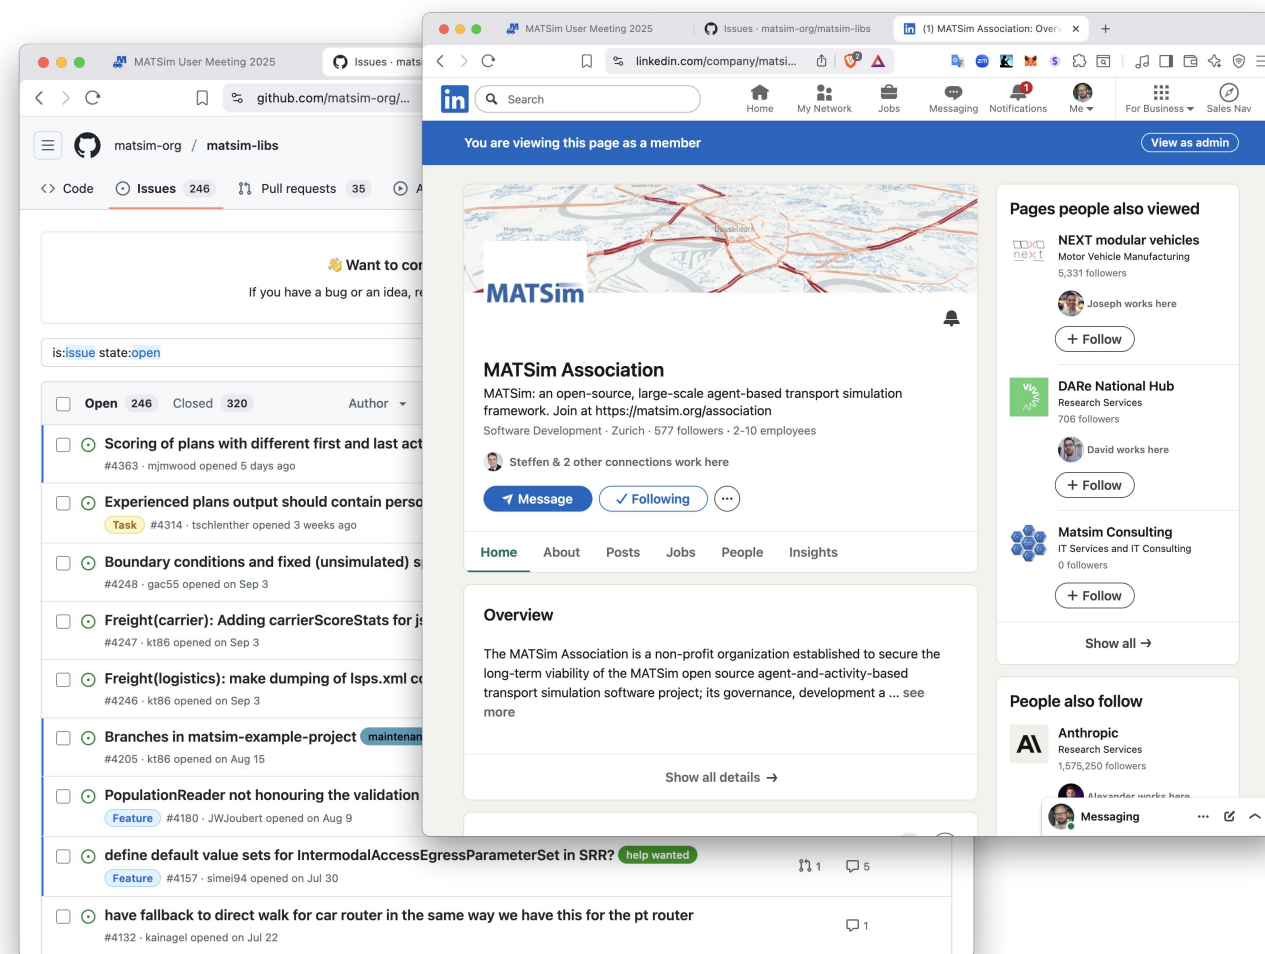 MATSim User Meeting 2025
Issues · mats
github.com/matsim-org/...
matsim-org / matsim-libs
Code Issues 246 Pull requests 35 A
👋 Want to cor
If you have a bug or an idea, re
is:issue state:open
Open 246 Closed 320 Author
Scoring of plans with different first and last act
#4363 · mjmwood opened 5 days ago
Experienced plans output should contain perso
Task #4314 · tschlenther opened 3 weeks ago
Boundary conditions and fixed (unsimulated) s
#4248 · gac55 opened on Sep 3
Freight(carrier): Adding carrierScoreStats for js
#4247 · kt86 opened on Sep 3
Freight(logistics): make dumping of lsps.xml co
#4246 · kt86 opened on Sep 3
Branches in matsim-example-project maintenan
#4205 · kt86 opened on Aug 15
PopulationReader not honouring the validation
Feature #4180 · JWJoubert opened on Aug 9
define default value sets for IntermodalAccessEgressParameterSet in SRR? help wanted
Feature #4157 · simei94 opened on Jul 30
1 5
have fallback to direct walk for car router in the same way we have this for the pt router
#4132 · kainagel opened on Jul 22
1
MATSim User Meeting 2025
Issues · matsim-org/matsim-libs
(1) MATSim Association: Overv
linkedin.com/company/matsi...
2
zm
S
in
Search
Home
My Network
Jobs
Messaging
1
Notifications
Me
For Business
Sales Nav
You are viewing this page as a member
View as admin
Meerbusch
Düsseldorf
MATSim
MATSim Association
MATSim: an open-source, large-scale agent-based transport simulation
framework. Join at https://matsim.org/association
Software Development · Zurich · 577 followers · 2-10 employees
Steffen & 2 other connections work here
Message
Following
Home About Posts Jobs People Insights
Overview
The MATSim Association is a non-profit organization established to secure the
long-term viability of the MATSim open source agent-and-activity-based
transport simulation software project; its governance, development a ... see
more
Show all details →
Pages people also viewed
next
NEXT modular vehicles
Motor Vehicle Manufacturing
5,331 followers
Joseph works here
+ Follow
DARe National Hub
Research Services
706 followers
David works here
+ Follow
Matsim Consulting
IT Services and IT Consulting
0 followers
+ Follow
Show all →
People also follow
A\
Anthropic
Research Services
1,575,250 followers
Alexander works here
Messaging